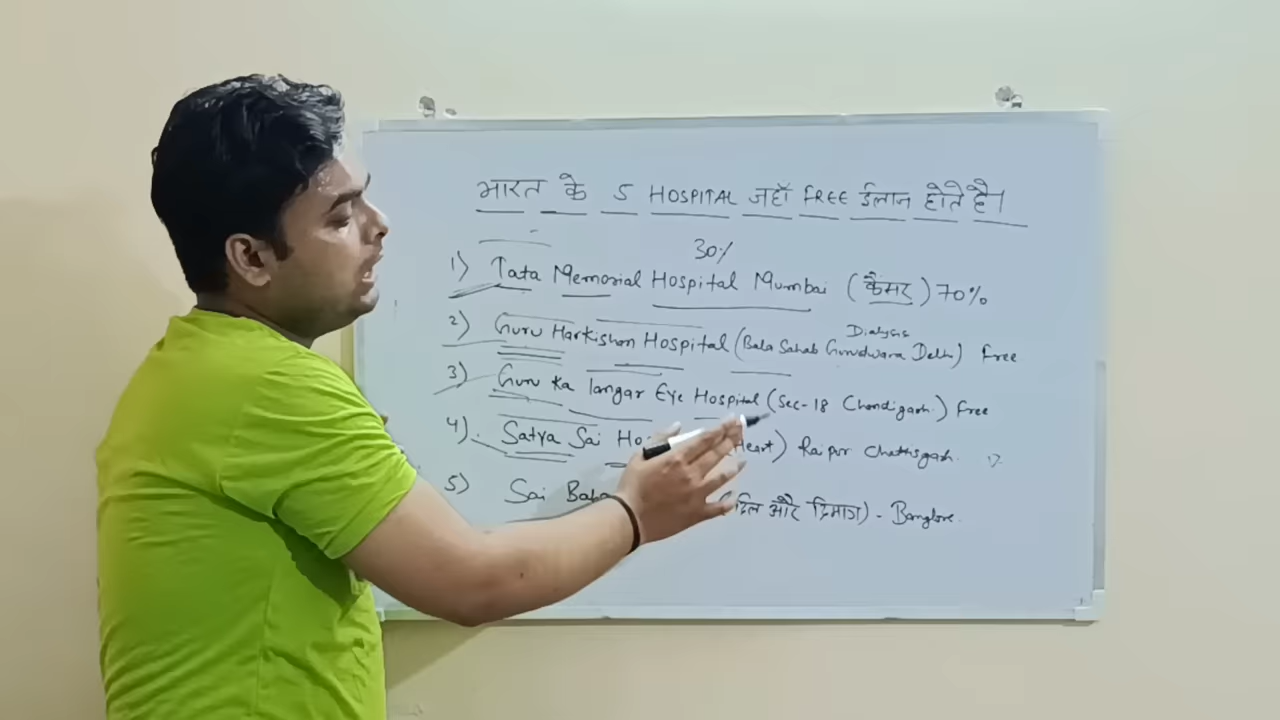 भारत के 5 HOSPITAL जहाँ FREE ईलाज होते है।
30%
1) Tata Memorial Hospital Mumbai (कैंसर) 70%
Dialysis
2) Guru Harkishan Hospital (Bala Sahab Gurudwara Delhi) free
3) Guru Ka langar Eye Hospital (Sec-18 Chandigarh) free
4) Satya Sai Ho (Heart) Raipur Chattisgarh
5) Sai Baba (दिल और दिमाग) - Banglore.